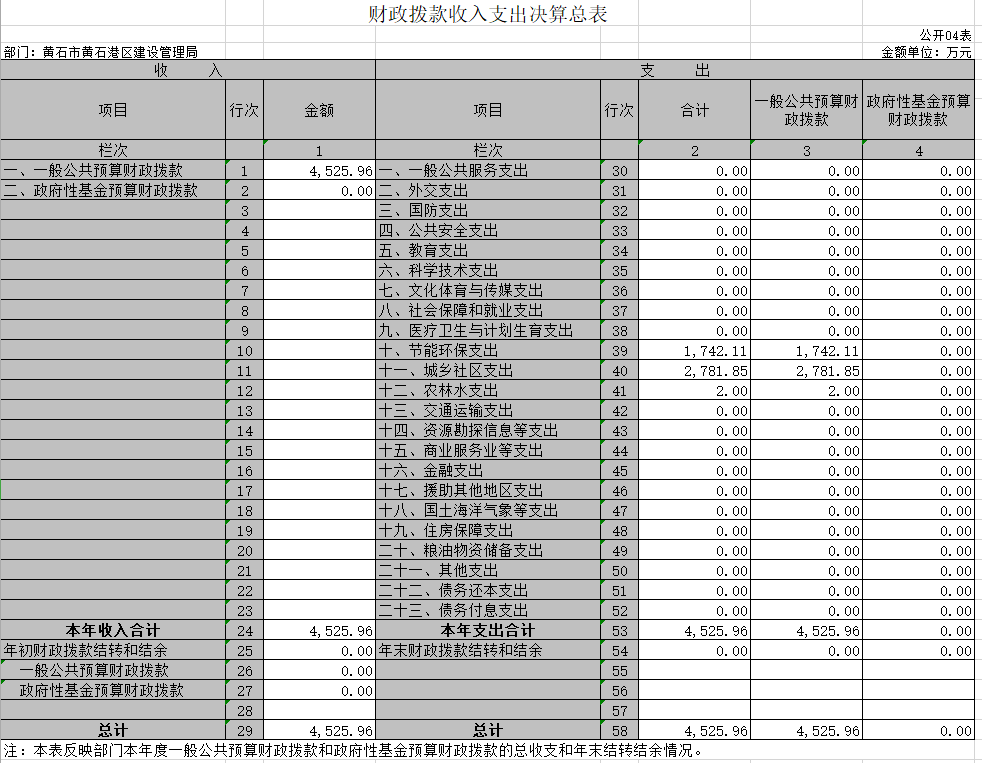 财政拨款收入支出决算总表
公开04表
部门：黄石市黄石港区建设管理局 金额单位：万元
收 入 支 出
项目 行次 金额 项目 行次 合计 一般公共预算财政拨款 政府性基金预算财政拨款
栏次 1 栏次 2 3 4
一、一般公共预算财政拨款 1 4,525.96 一、一般公共服务支出 30 0.00 0.00 0.00
二、政府性基金预算财政拨款 2 0.00 二、外交支出 31 0.00 0.00 0.00
3 三、国防支出 32 0.00 0.00 0.00
4 四、公共安全支出 33 0.00 0.00 0.00
5 五、教育支出 34 0.00 0.00 0.00
6 六、科学技术支出 35 0.00 0.00 0.00
7 七、文化体育与传媒支出 36 0.00 0.00 0.00
8 八、社会保障和就业支出 37 0.00 0.00 0.00
9 九、医疗卫生与计划生育支出 38 0.00 0.00 0.00
10 十、节能环保支出 39 1,742.11 1,742.11 0.00
11 十一、城乡社区支出 40 2,781.85 2,781.85 0.00
12 十二、农林水支出 41 2.00 2.00 0.00
13 十三、交通运输支出 42 0.00 0.00 0.00
14 十四、资源勘探信息等支出 43 0.00 0.00 0.00
15 十五、商业服务业等支出 44 0.00 0.00 0.00
16 十六、金融支出 45 0.00 0.00 0.00
17 十七、援助其他地区支出 46 0.00 0.00 0.00
18 十八、国土海洋气象等支出 47 0.00 0.00 0.00
19 十九、住房保障支出 48 0.00 0.00 0.00
20 二十、粮油物资储备支出 49 0.00 0.00 0.00
21 二十一、其他支出 50 0.00 0.00 0.00
22 二十二、债务还本支出 51 0.00 0.00 0.00
23 二十三、债务付息支出 52 0.00 0.00 0.00
本年收入合计 24 4,525.96 本年支出合计 53 4,525.96 4,525.96 0.00
年初财政拨款结转和结余 25 0.00 年末财政拨款结转和结余 54 0.00 0.00 0.00
一般公共预算财政拨款 26 0.00 55
政府性基金预算财政拨款 27 0.00 56
28 57
总计 29 4,525.96 总计 58 4,525.96 4,525.96 0.00
注：本表反映部门本年度一般公共预算财政拨款和政府性基金预算财政拨款的总收支和年末结转结余情况。